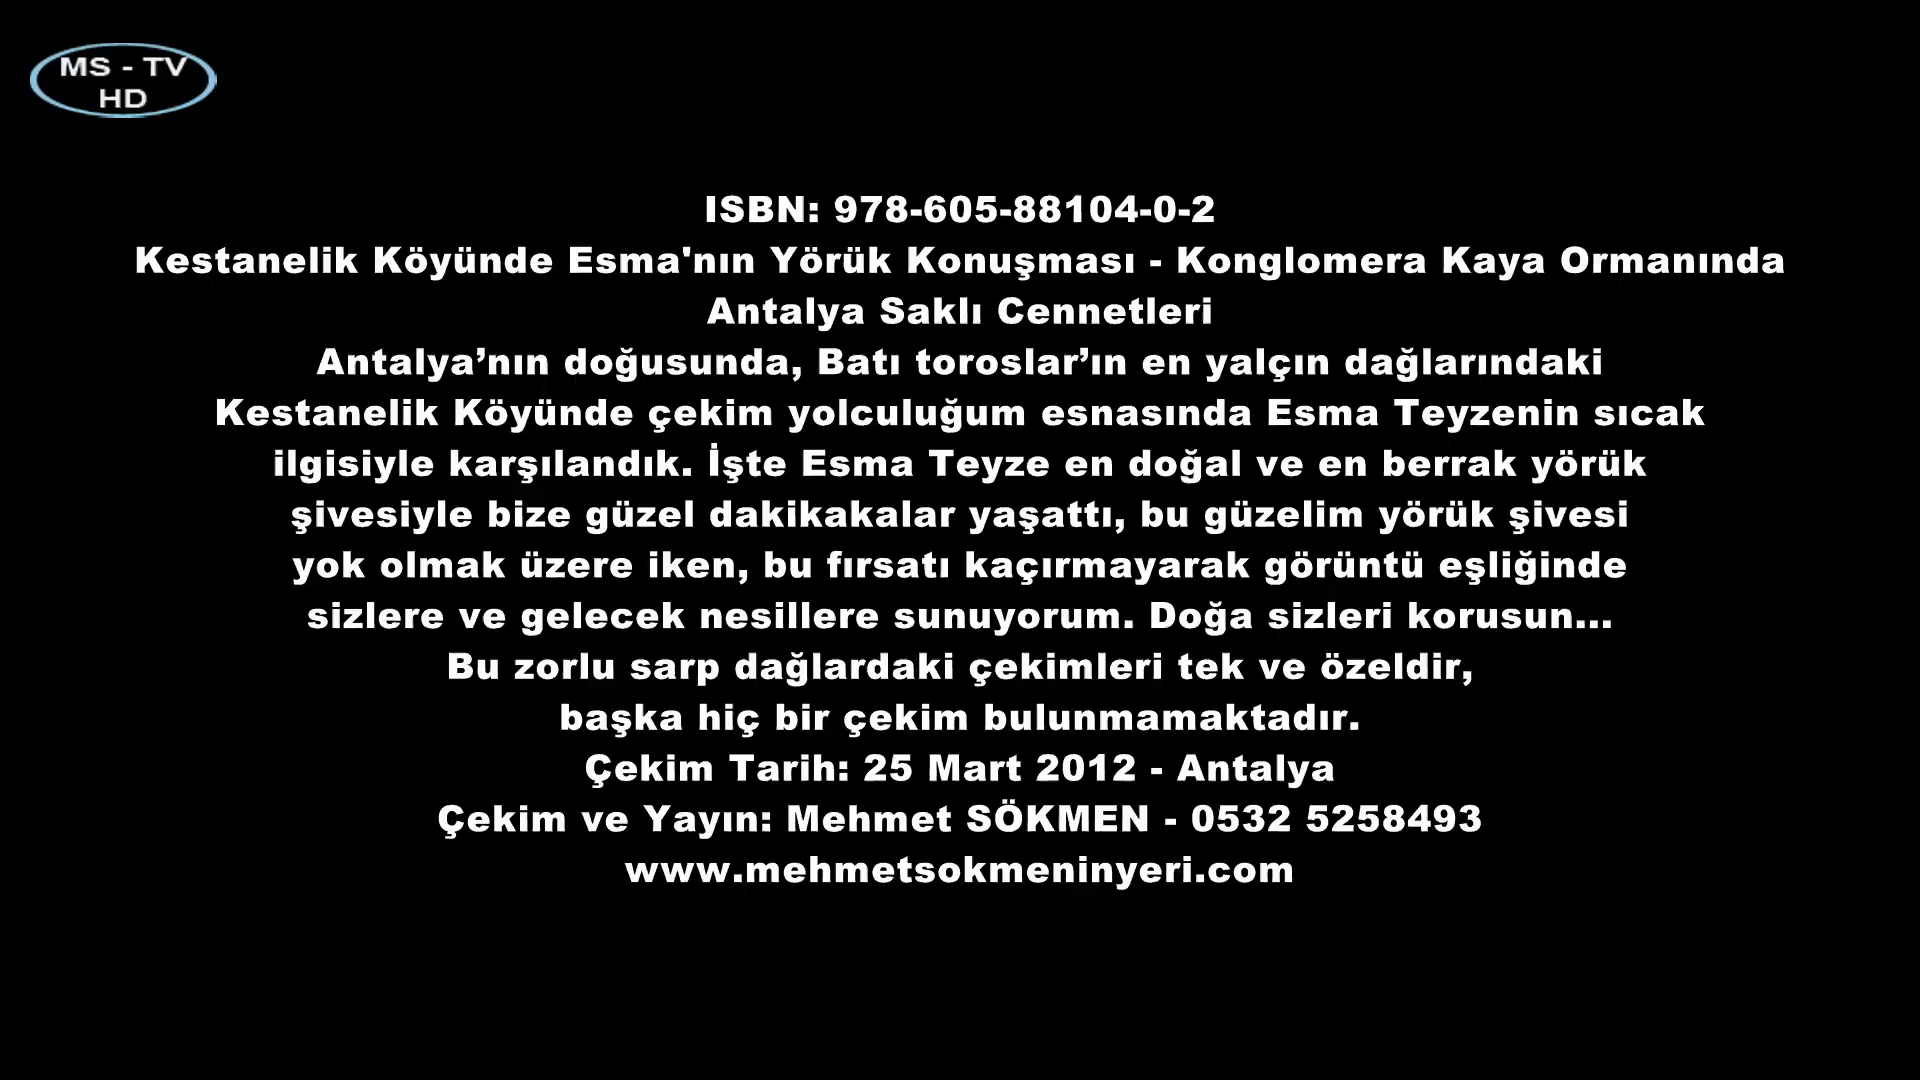 MS - TV
HD
ISBN: 978-605-88104-0-2
Kestanelik Köyünde Esma'nın Yörük Konuşması - Konglomera Kaya Ormanında
Antalya Saklı Cennetleri
Antalya’nın doğusunda, Batı toroslar’ın en yalçın dağlarındaki
Kestanelik Köyünde çekim yolculuğum esnasında Esma Teyzenin sıcak
ilgisiyle karşılandık. İşte Esma Teyze en doğal ve en berrak yörük
şivesiyle bize güzel dakikakalar yaşattı, bu güzelim yörük şivesi
yok olmak üzere iken, bu fırsatı kaçırmayarak görüntü eşliğinde
sizlere ve gelecek nesillere sunuyorum. Doğa sizleri korusun...
Bu zorlu sarp dağlardaki çekimleri tek ve özeldir,
başka hiç bir çekim bulunmamaktadır.
Çekim Tarih: 25 Mart 2012 - Antalya
Çekim ve Yayın: Mehmet SÖKMEN - 0532 5258493
www.mehmetsokmeninyeri.com